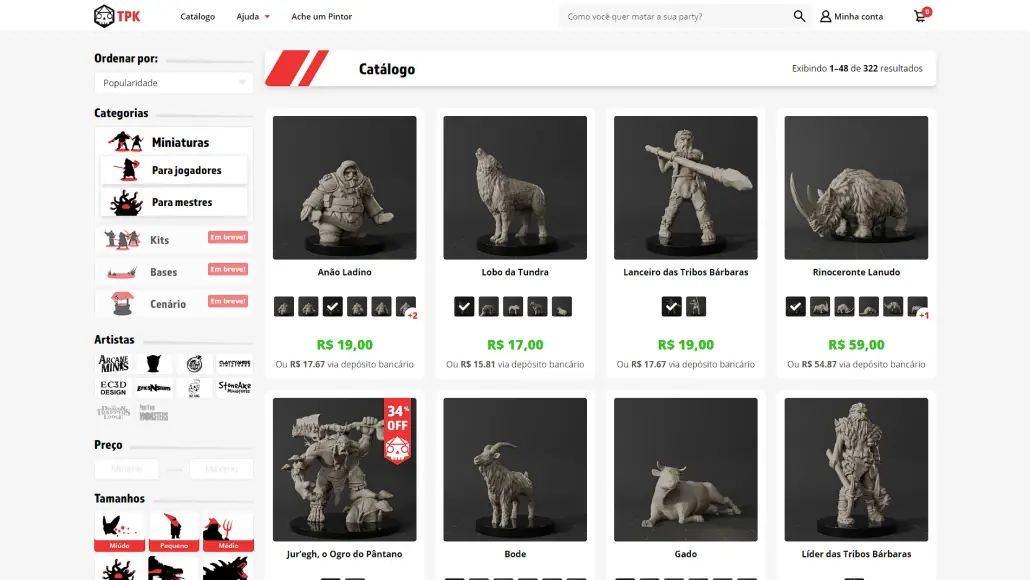 TPK
Catálogo
Ajuda
Ache um Pintor
Como você quer matar a sua party?
Minha conta
0
Ordenar por:
Popularidade
Categorias
Miniaturas
Para jogadores
Para mestres
Kits
Em breve!
Bases
Em breve!
Cenário
Em breve!
Artistas
ARCANE MINIS
EC3D DESIGN
EPICS N STUFFS
StoneAxe Miniatures
Preço
Mínimo
Máximo
Tamanhos
Miúdo
Pequeno
Médio
Catálogo
Exibindo 1–48 de 322 resultados
Anão Ladino
+2
R$ 19,00
Ou R$ 17.67 via depósito bancário
Lobo da Tundra
R$ 17,00
Ou R$ 15.81 via depósito bancário
Lanceiro das Tribos Bárbaras
R$ 19,00
Ou R$ 17.67 via depósito bancário
Rinoceronte Lanudo
+1
R$ 59,00
Ou R$ 54.87 via depósito bancário
34% OFF
Jur'egh, o Ogro do Pântano
Bode
Gado
Líder das Tribos Bárbaras